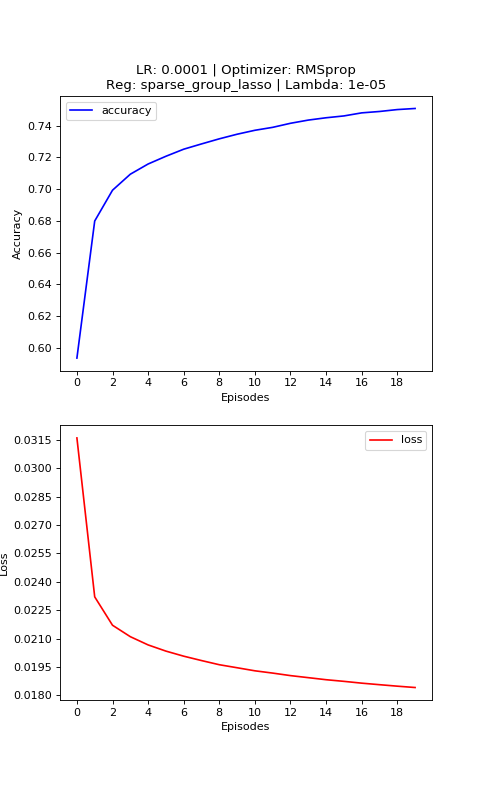 LR: 0.0001 | Optimizer: RMSprop
Reg: sparse_group_lasso | Lambda: 1e-05
accuracy
0.74
0.72
0.70
0.68
0.66
0.64
0.62
0.60
Accuracy
0 2 4 6 8 10 12 14 16 18
Episodes
loss
0.0315
0.0300
0.0285
0.0270
0.0255
0.0240
0.0225
0.0210
0.0195
0.0180
Loss
0 2 4 6 8 10 12 14 16 18
Episodes